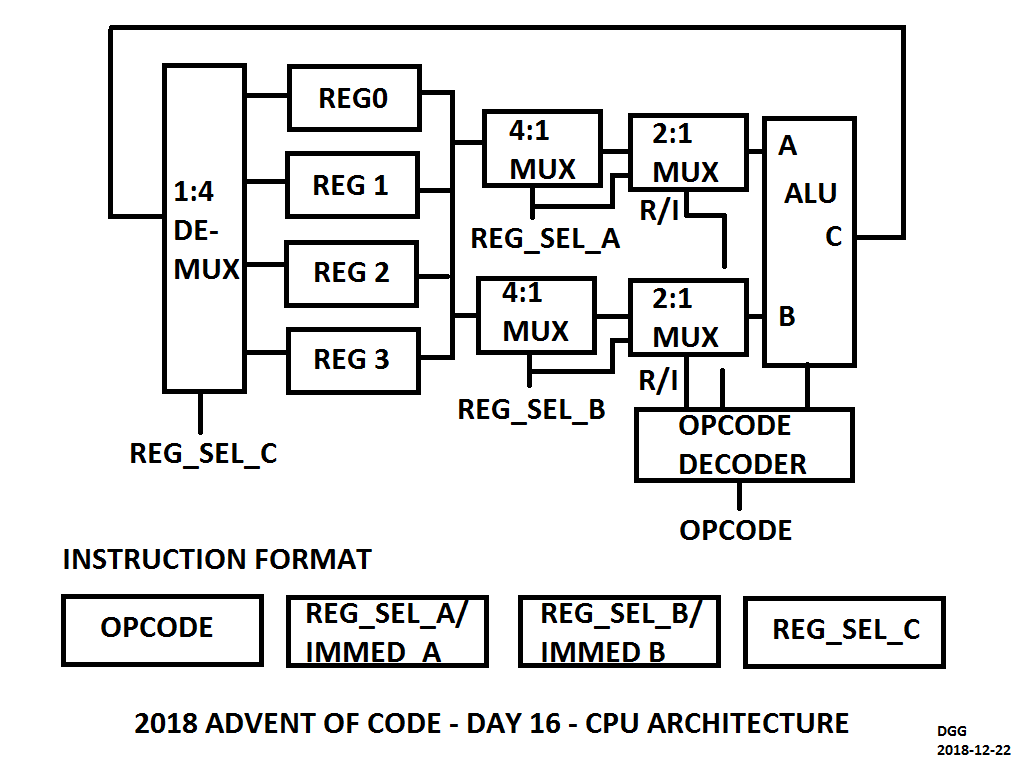 REG0
4:1
MUX
2:1
MUX
A
ALU
C
B
1:4
DE-
MUX
REG 1
REG_SEL_A
R/I
REG 2
4:1
MUX
2:1
MUX
REG 3
REG_SEL_B
R/I
REG_SEL_C
OPCODE
DECODER
OPCODE
INSTRUCTION FORMAT
OPCODE
REG_SEL_A/
IMMED_A
REG_SEL_B/
IMMED B
REG_SEL_C
2018 ADVENT OF CODE - DAY 16 - CPU ARCHITECTURE
DGG
2018-12-22